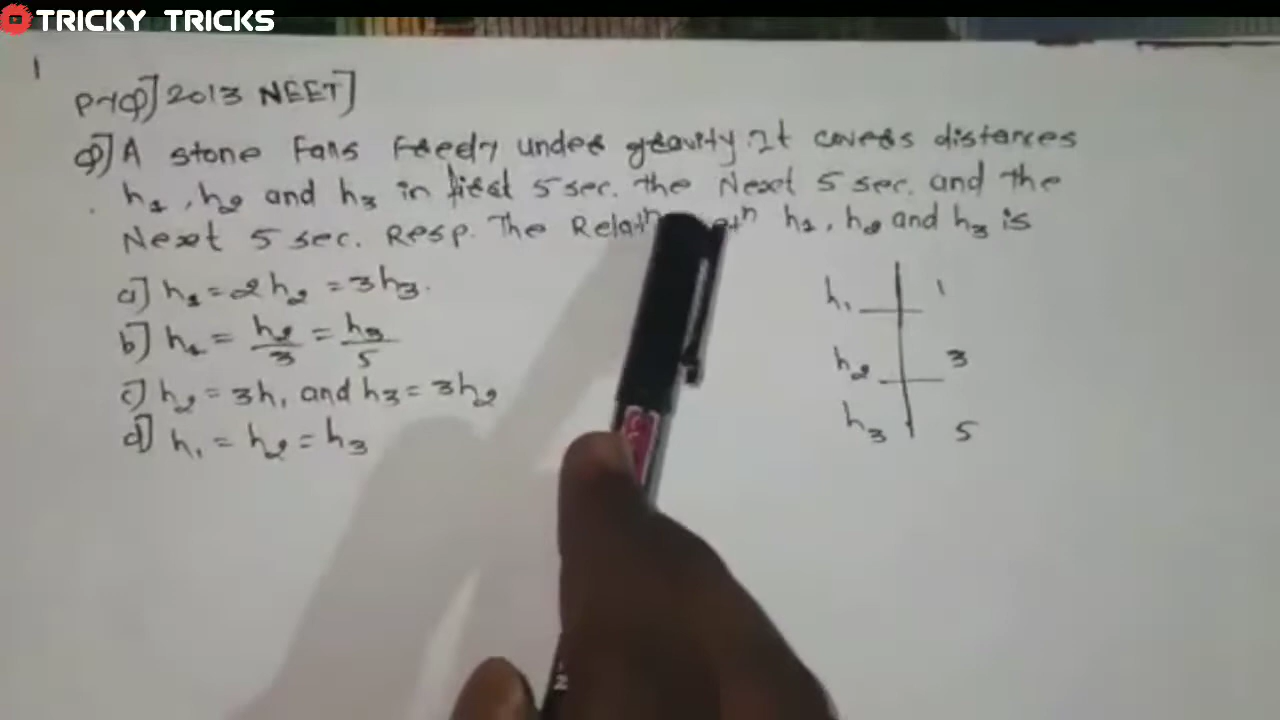 TRICKY TRICKS
1
PYQ] 2013 NEET]
Q] A stone Falls Freely under gravity. It covers distances
h1, h2 and h3 in first 5 sec. the Next 5 sec. and the
Next 5 sec. Resp. The Relatn h1, h2 and h3 is
a] h1 = 2h2 = 3h3.
b] h1 = h2/3 = h3/5
c] h2 = 3h1 and h3 = 3h2
d] h1 = h2 = h3
h1 1
h2 3
h3 5
N